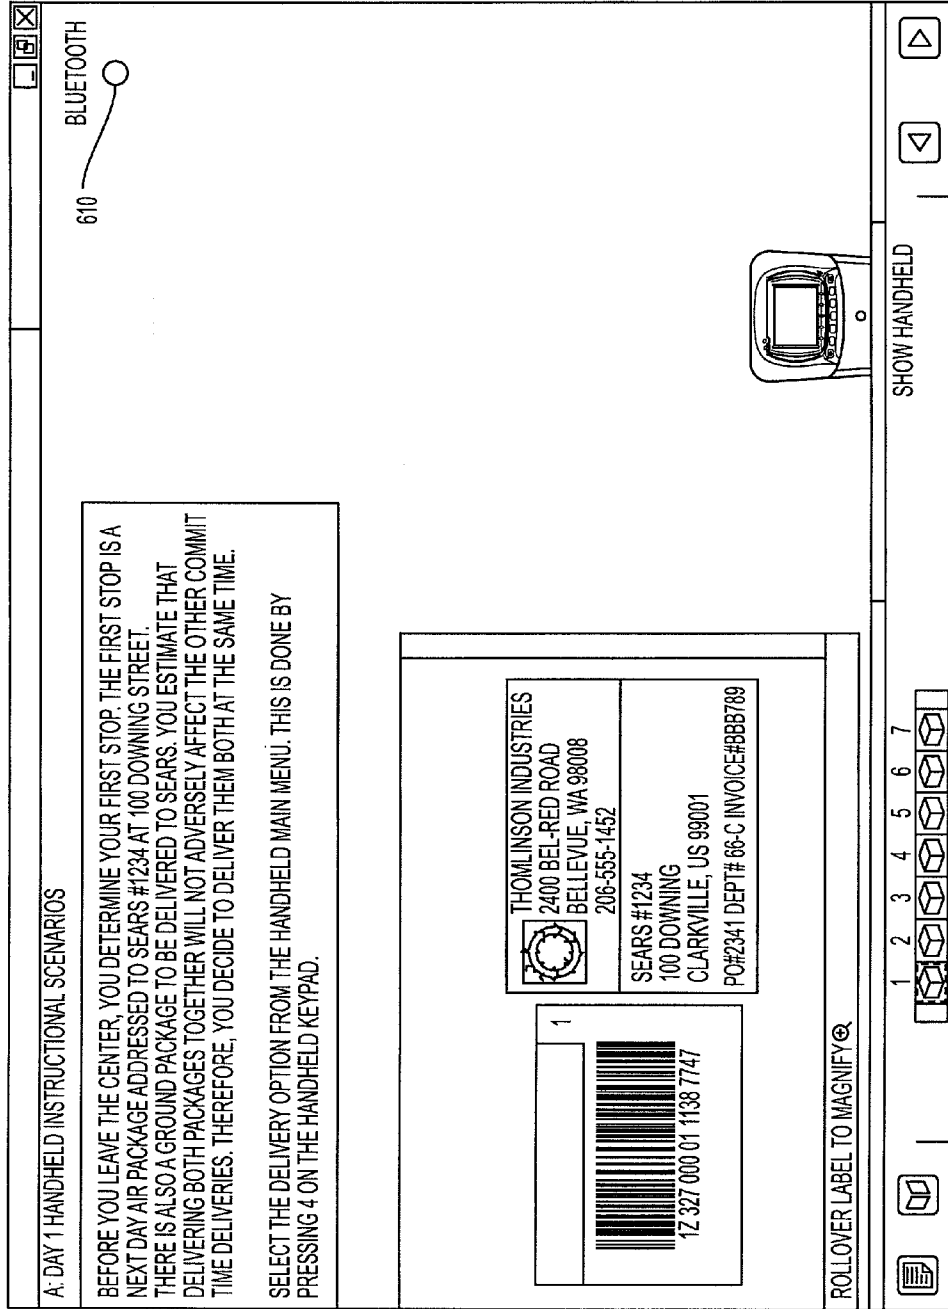 A: DAY 1 HANDHELD INSTRUCTIONAL SCENARIOS
BEFORE YOU LEAVE THE CENTER, YOU DETERMINE YOUR FIRST STOP. THE FIRST STOP IS A
NEXT DAY AIR PACKAGE ADDRESSED TO SEARS #1234 AT 100 DOWNING STREET.
THERE IS ALSO A GROUND PACKAGE TO BE DELIVERED TO SEARS. YOU ESTIMATE THAT
DELIVERING BOTH PACKAGES TOGETHER WILL NOT ADVERSELY AFFECT THE OTHER COMMIT
TIME DELIVERIES. THEREFORE, YOU DECIDE TO DELIVER THEM BOTH AT THE SAME TIME.
SELECT THE DELIVERY OPTION FROM THE HANDHELD MAIN MENU. THIS IS DONE BY
PRESSING 4 ON THE HANDHELD KEYPAD.
610
BLUETOOTH
1
1Z 327 000 01 1138 7747
THOMLINSON INDUSTRIES
2400 BEL-RED ROAD
BELLEVUE, WA 98008
206-555-1452
SEARS #1234
100 DOWNING
CLARKVILLE, US 99001
PO#2341 DEPT# 66-C INVOICE#BBB789
ROLLOVER LABEL TO MAGNIFY
1 2 3 4 5 6 7
SHOW HANDHELD